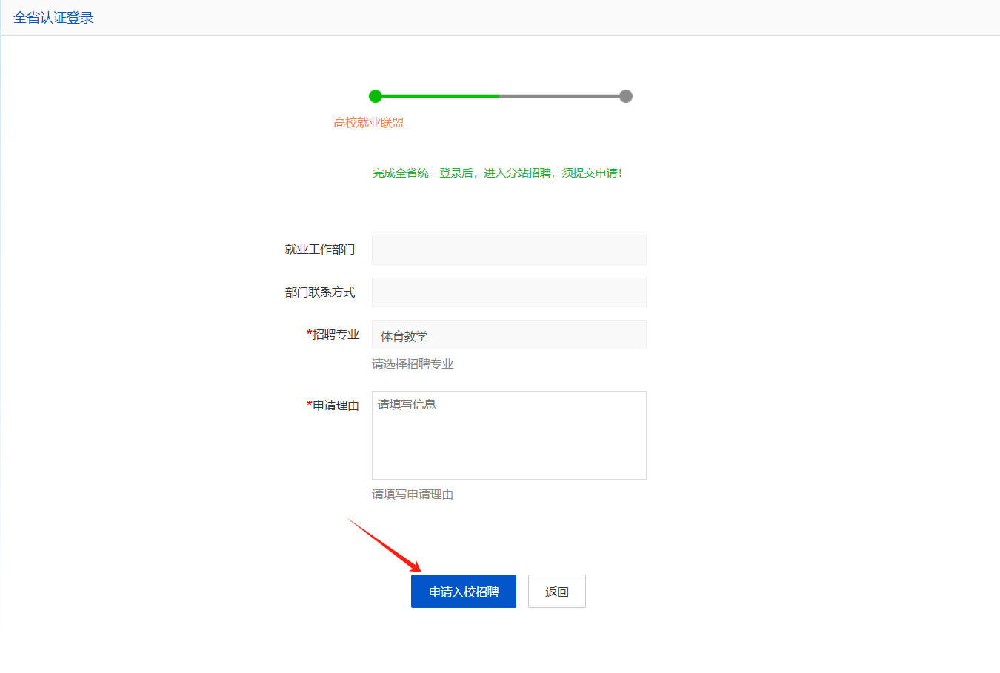 全省认证登录
高校就业联盟
完成全省统一登录后，进入分站招聘，须提交申请！
就业工作部门
部门联系方式
*招聘专业 体育教学
请选择招聘专业
*申请理由 请填写信息
请填写申请理由
申请入校招聘 返回